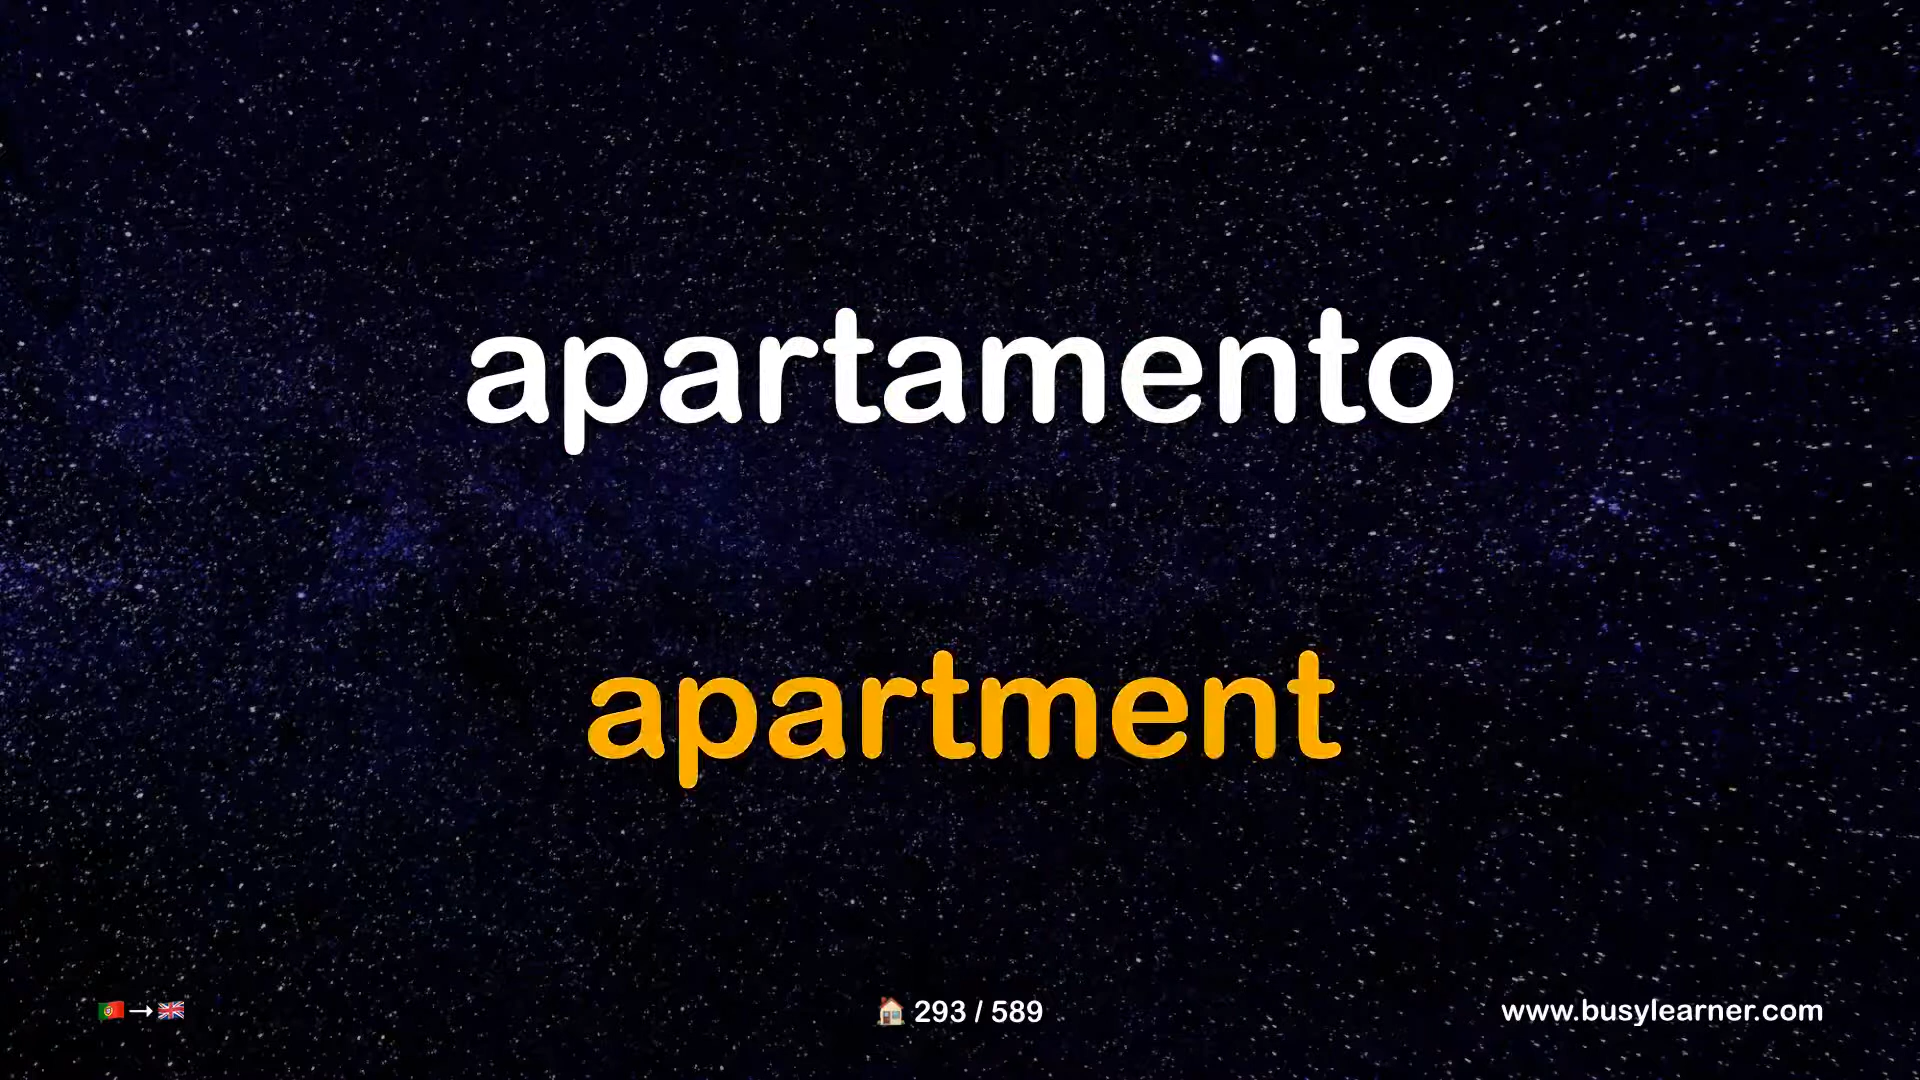 apartamento
apartment
🇵🇹→🇬🇧
🏠 293 / 589
www.busylearner.com